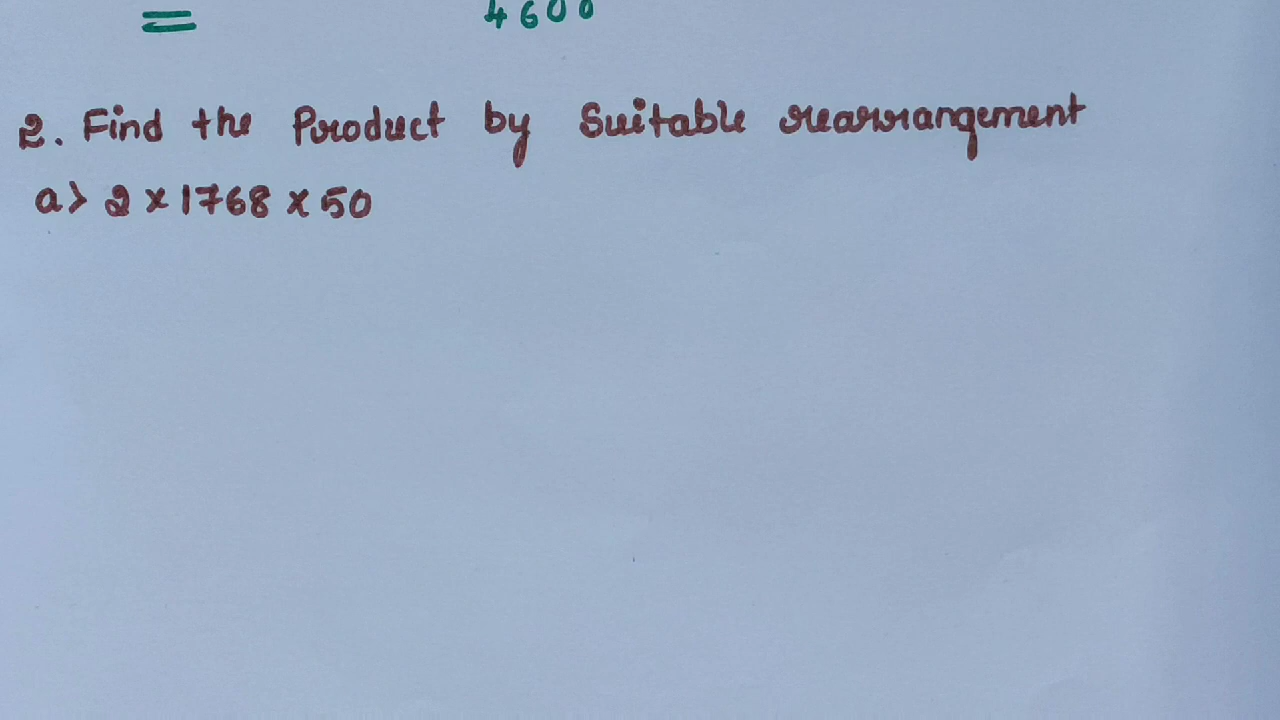 = 4600
2. Find the Product by Suitable rearrangement
a> 2 × 1768 × 50